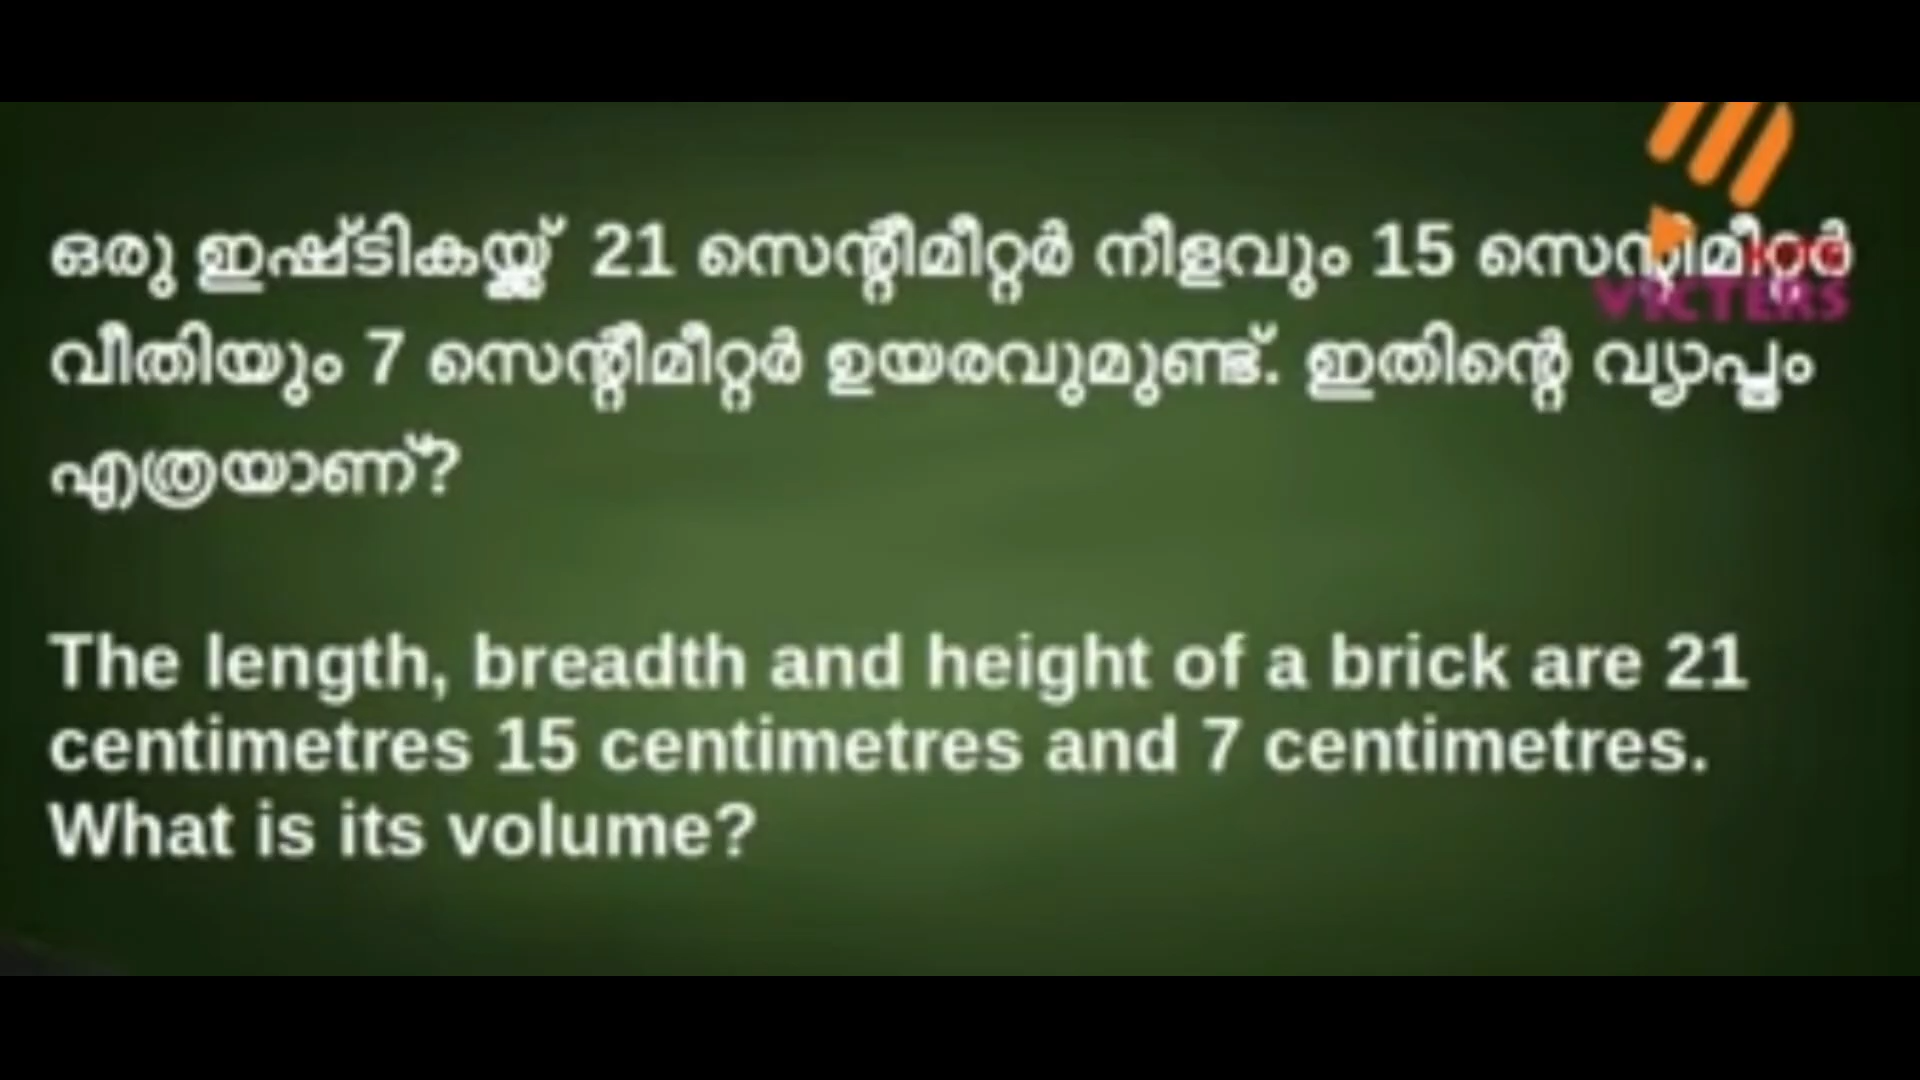 ഒരു ഇഷ്ടികയ്ക്ക് 21 സെന്റീമീറ്റർ നീളവും 15 സെന്റിമീറ്റർ
VICTERS
വീതിയും 7 സെന്റീമീറ്റർ ഉയരവുമുണ്ട്. ഇതിന്റെ വ്യാപ്തം
എത്രയാണ്?
The length, breadth and height of a brick are 21
centimetres 15 centimetres and 7 centimetres.
What is its volume?